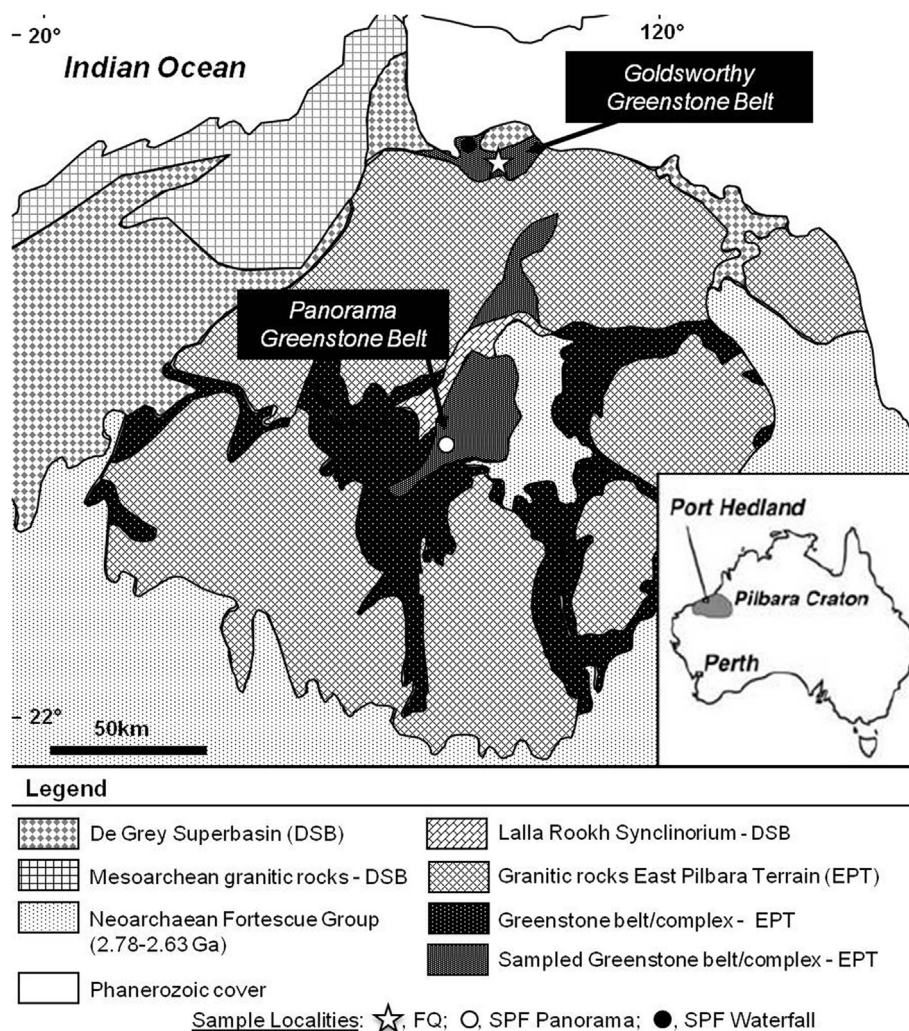 20°
120°
Indian Ocean
Goldsworthy
Greenstone Belt
Panorama
Greenstone Belt
Port Hedland
Pilbara Craton
Perth
22°
50km
Legend
De Grey Superbasin (DSB)
Mesoarchean granitic rocks - DSB
Neoarchaean Fortescue Group
(2.78-2.63 Ga)
Phanerozoic cover
Lalla Rookh Synclinorium - DSB
Granitic rocks East Pilbara Terrain (EPT)
Greenstone belt/complex - EPT
Sampled Greenstone belt/complex - EPT
Sample Localities: ☆, FQ; ○, SPF Panorama; ●, SPF Waterfall